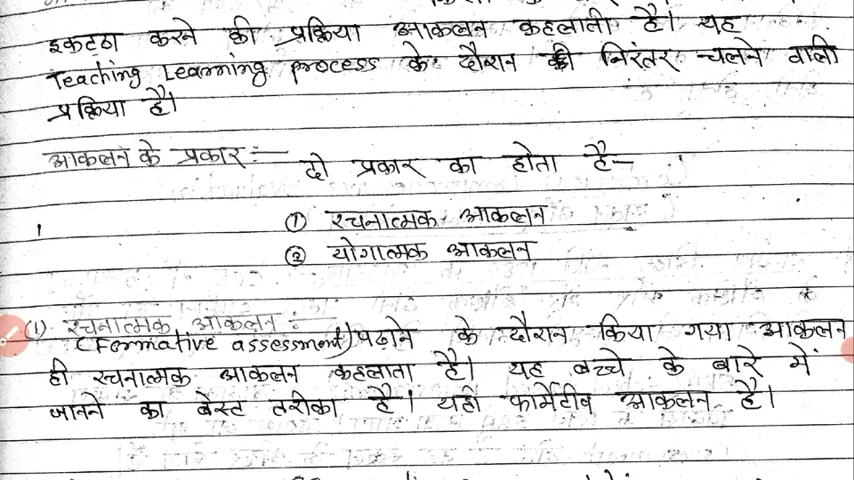 इकट्ठा करने की प्रक्रिया आकलन कहलाती है। यह
Teaching Learning process के दौरान की निरंतर चलने वाली
प्रक्रिया है।
आकलन के प्रकार :— दो प्रकार का होता है—
① रचनात्मक आकलन
② योगात्मक आकलन
(1) रचनात्मक आकलन :
(Formative assessment) पढ़ाने के दौरान किया गया आकलन
ही रचनात्मक आकलन कहलाता है। यह बच्चे के बारे में
जानने का बेस्ट तरीका है। यही फॉर्मेटीव आकलन है।